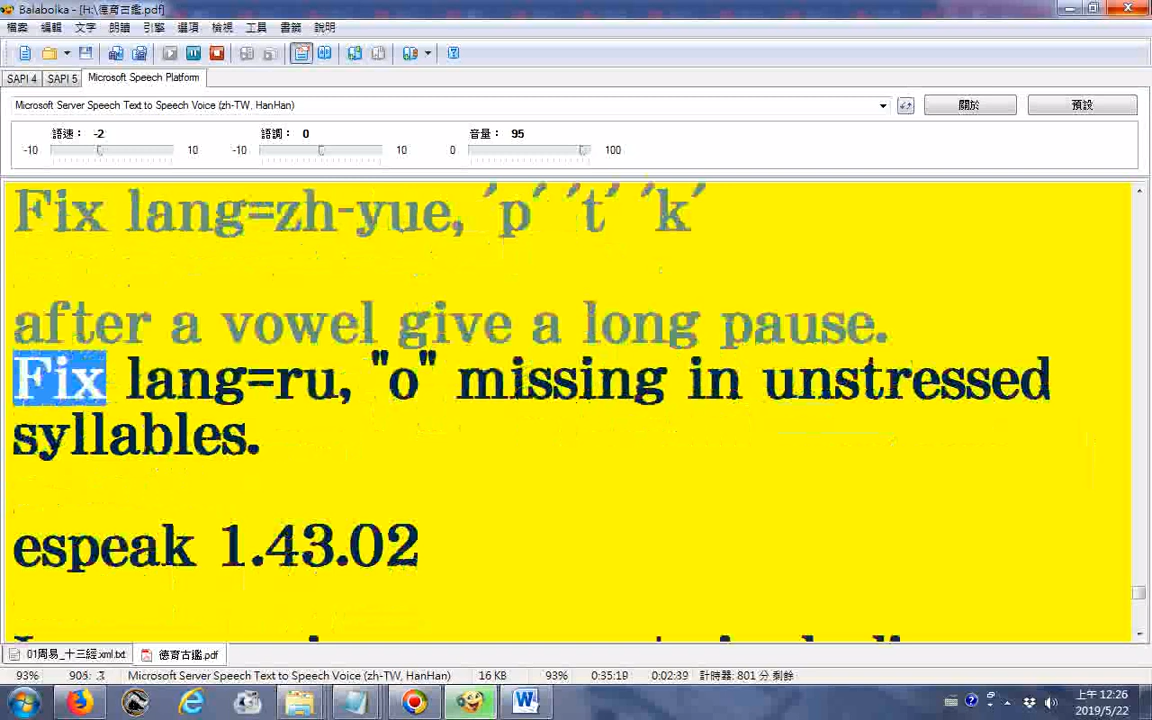 Balabolka - [H:\德育古鑑.pdf]
檔案 編輯 文字 朗讀 引擎 選項 檢視 工具 書籤 說明
SAPI 4 SAPI 5 Microsoft Speech Platform
Microsoft Server Speech Text to Speech Voice (zh-TW, HanHan) 關於 預設
語速： -2 語調： 0 音量： 95
-10 10 -10 10 0 100
Fix lang=zh-yue, ´p´ ´t´ ´k´
after a vowel give a long pause.
Fix lang=ru, "o" missing in unstressed
syllables.
espeak 1.43.02
01周易_十三經.xml.txt 德育古鑑.pdf
93% Microsoft Server Speech Text to Speech Voice (zh-TW, HanHan) 16 KB 93% 0:35:19 0:02:39 計時器: 801 分 剩餘
上午 12:26
2019/5/22